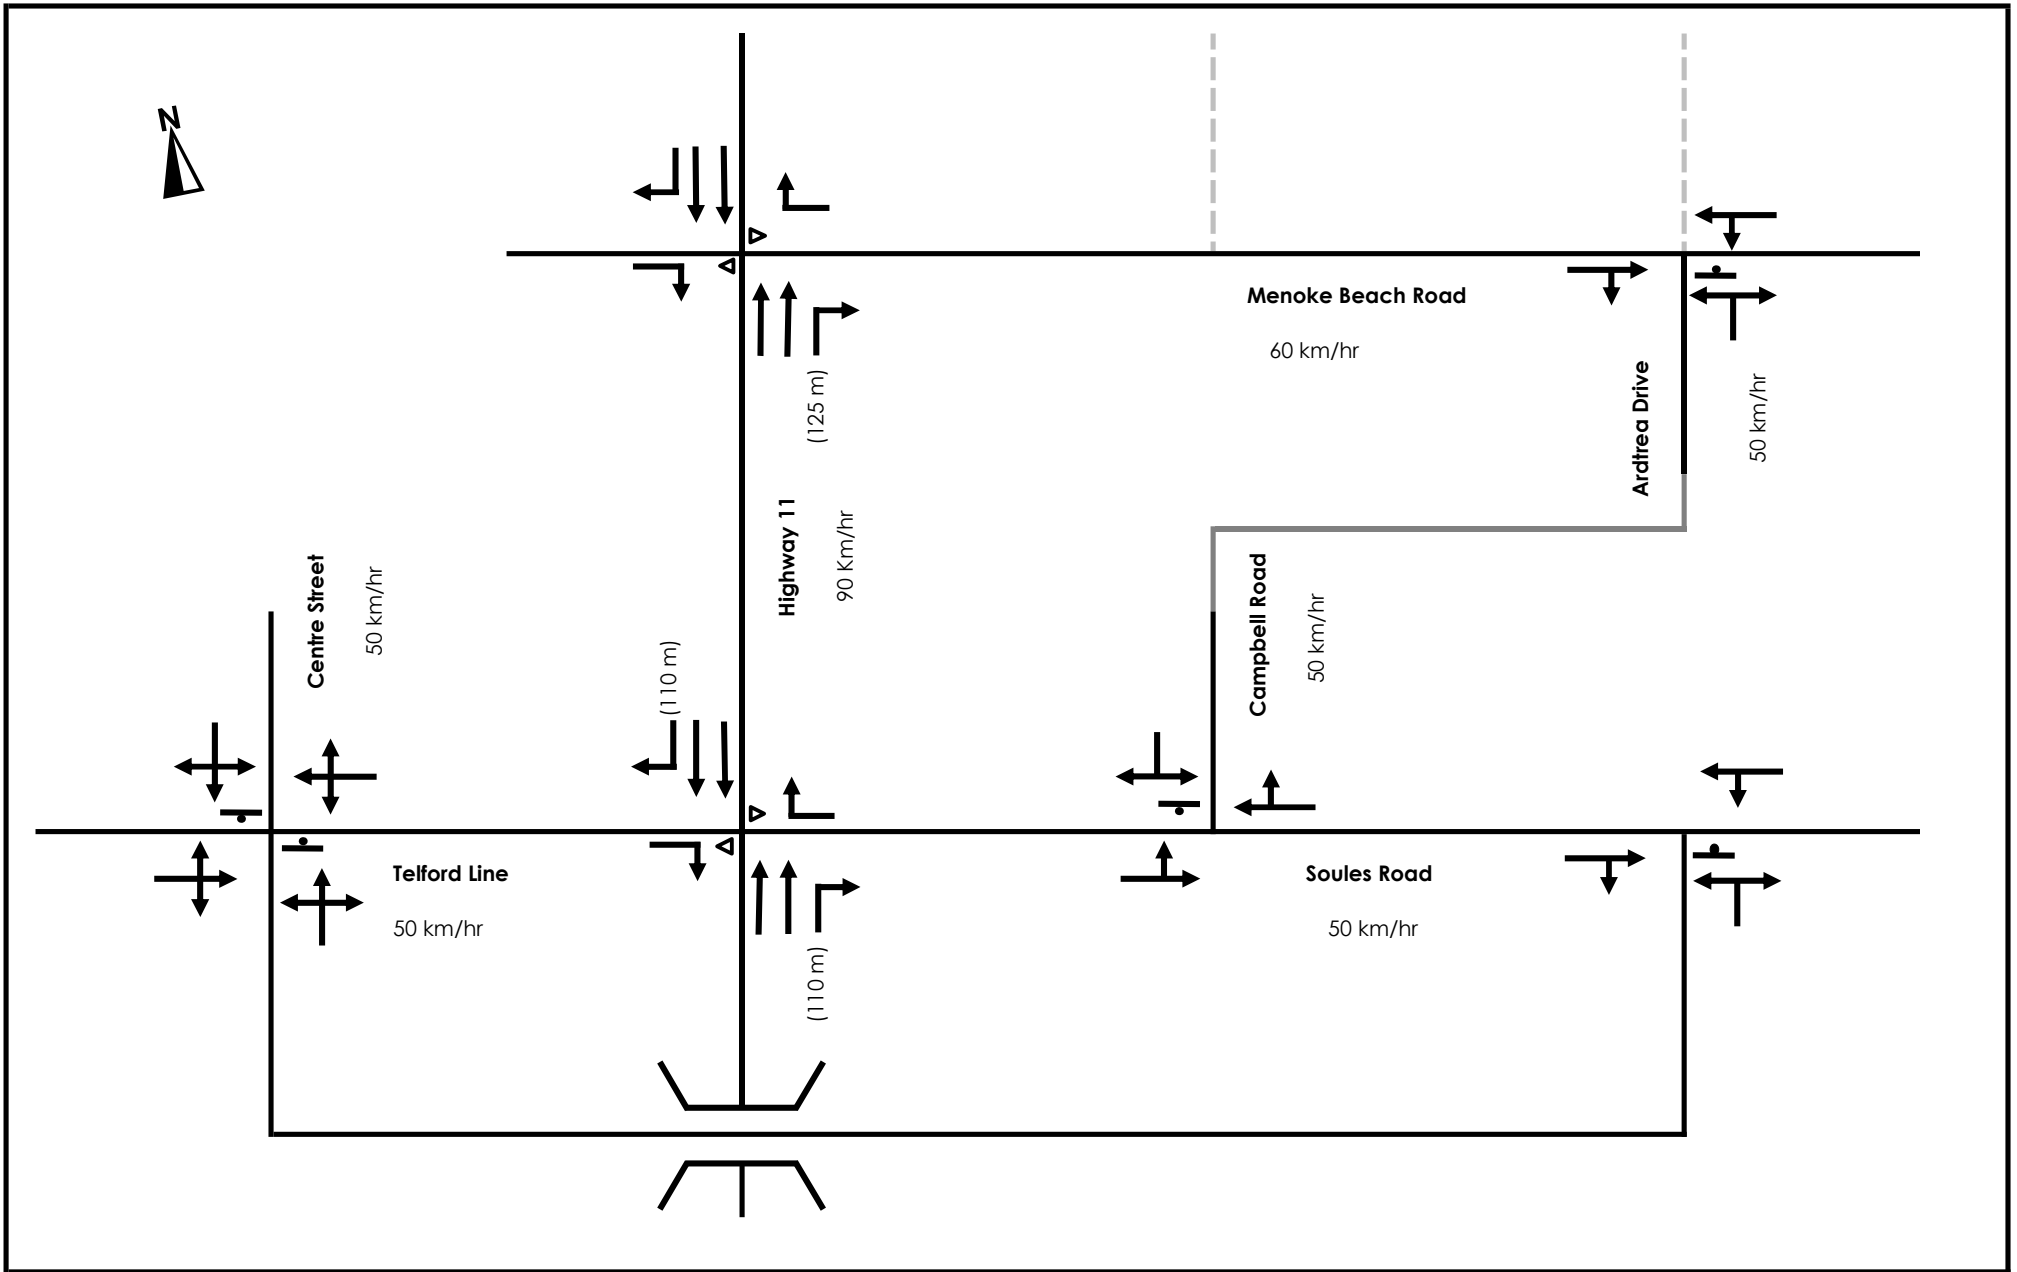 N
Menoke Beach Road
60 km/hr
(125 m)
Ardtrea Drive
50 km/hr
Highway 11
90 Km/hr
Centre Street
50 km/hr
(110 m)
Campbell Road
50 km/hr
Telford Line
50 km/hr
Soules Road
50 km/hr
(110 m)